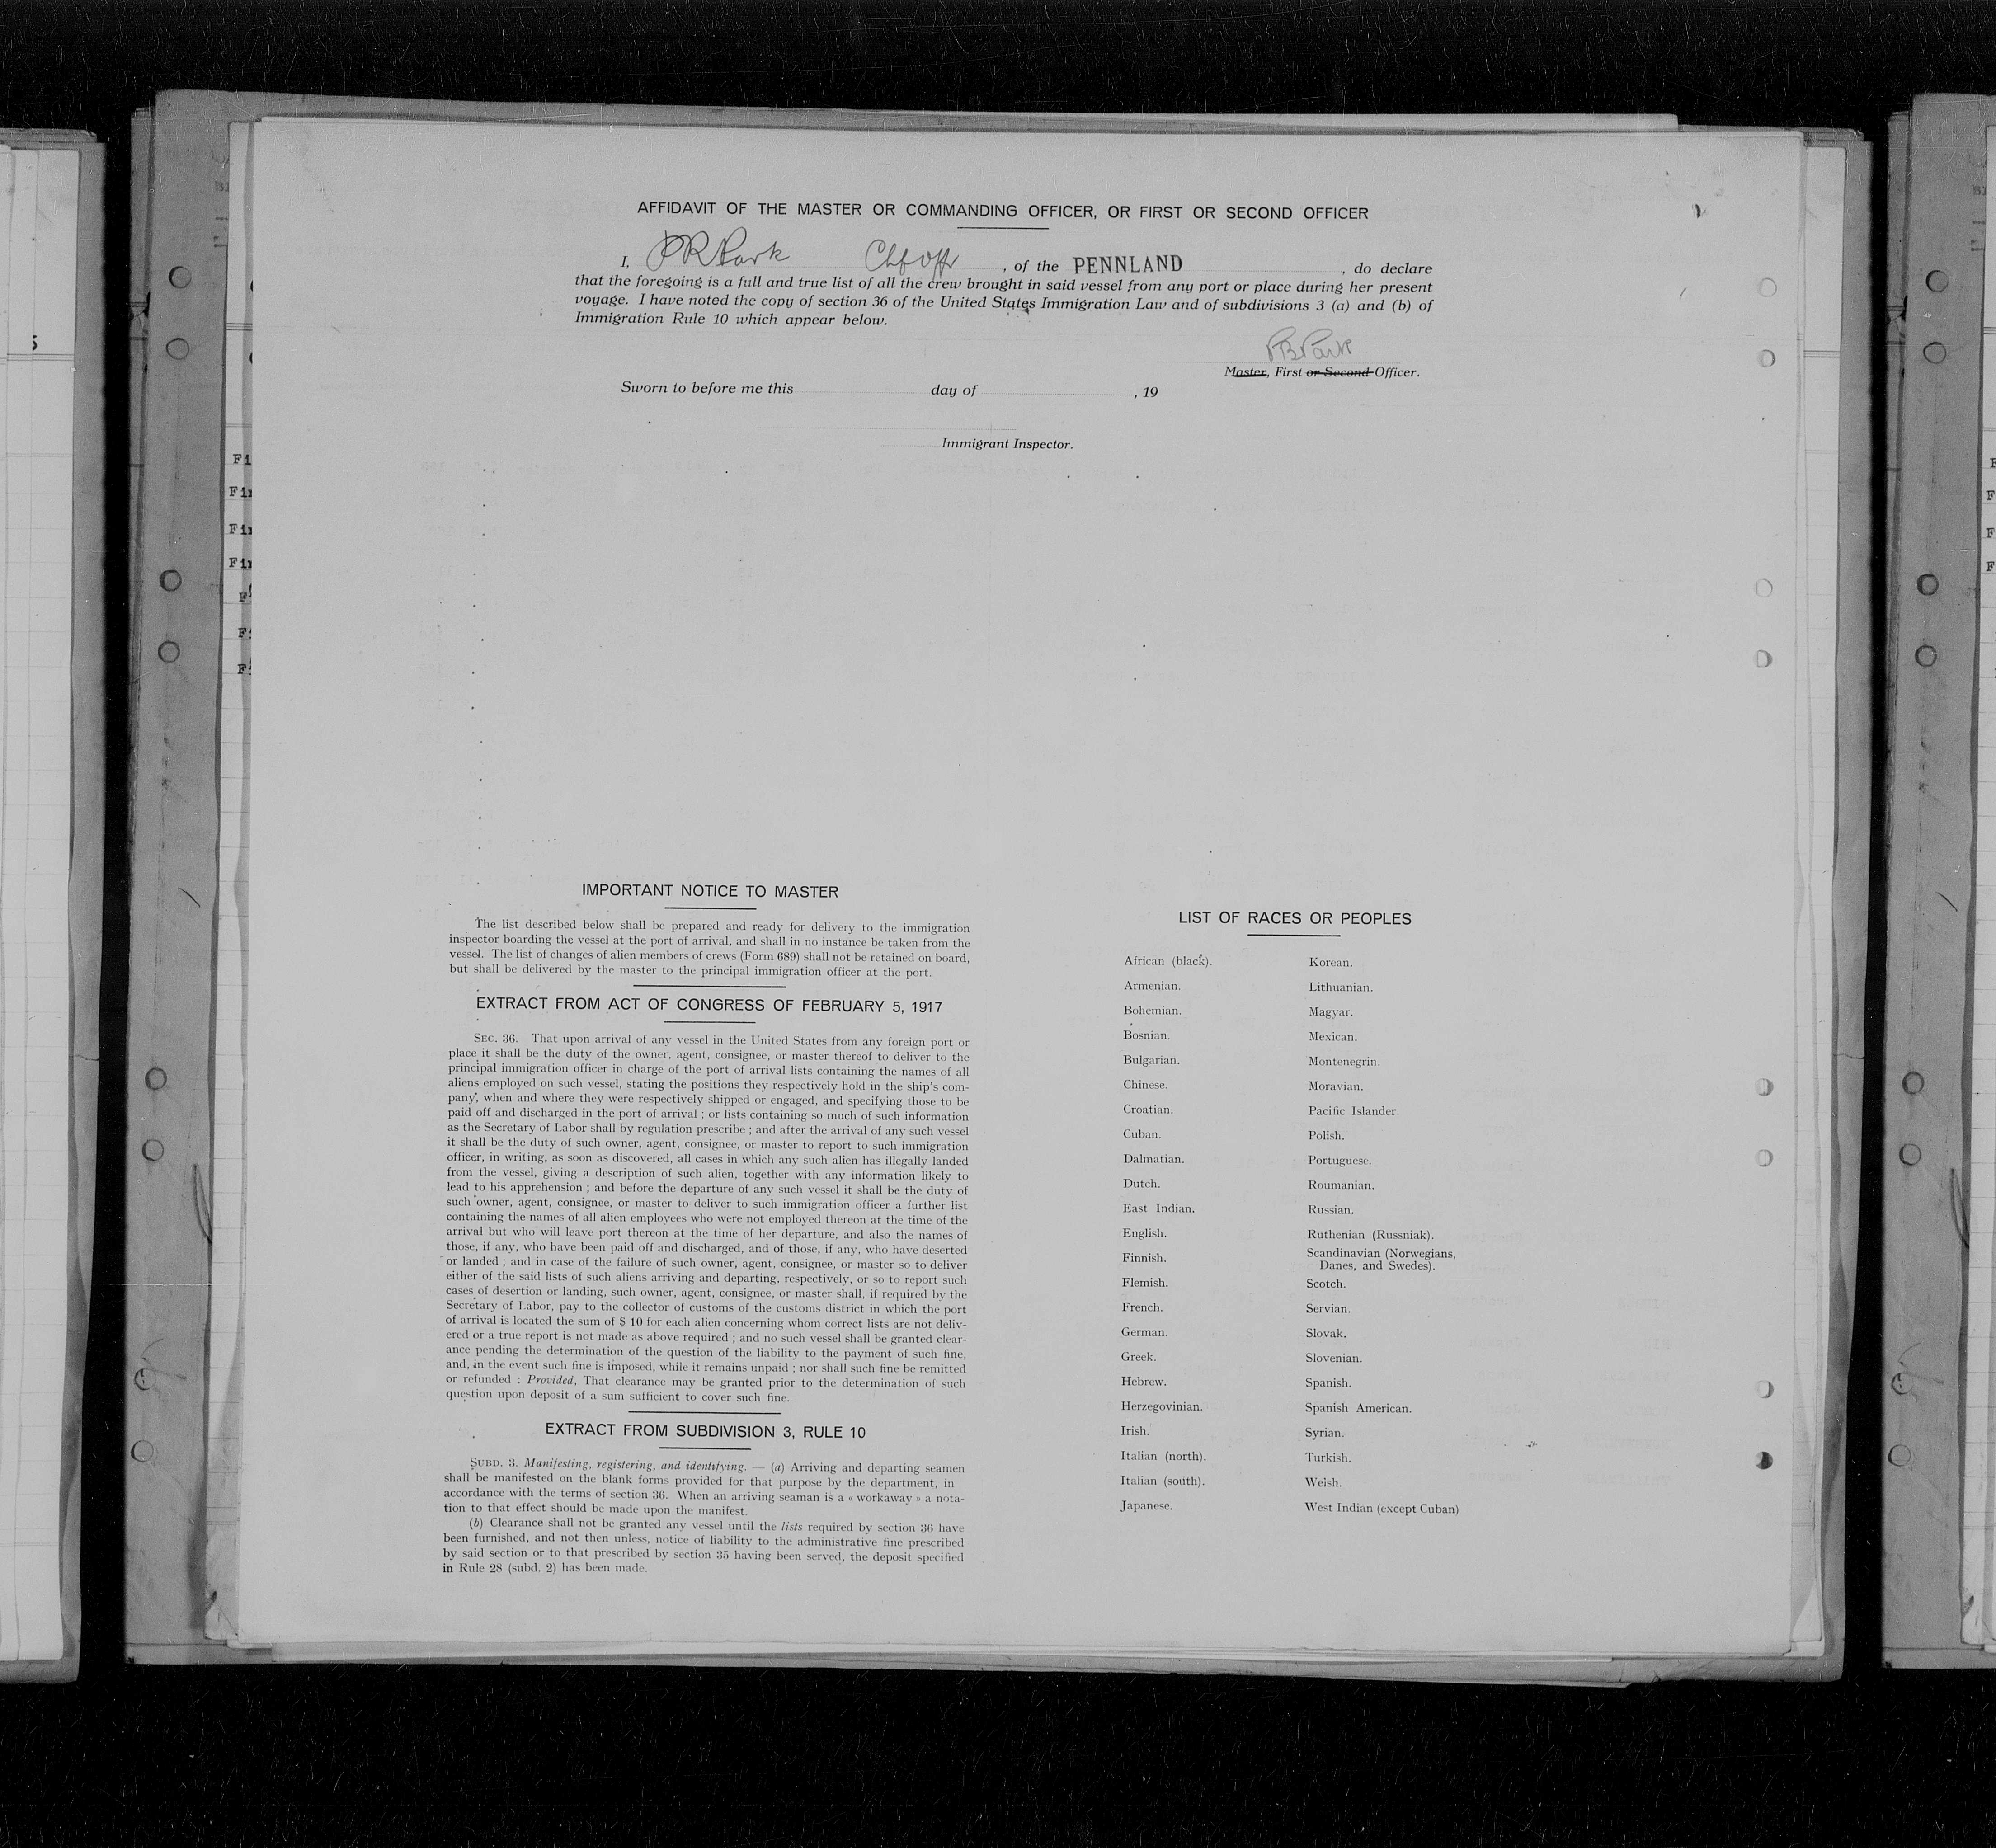 AFFIDAVIT OF THE MASTER OR COMMANDING OFFICER, OR FIRST OR SECOND OFFICER
I, Park Ch f Offr , of the PENNLAND , do declare
that the foregoing is a full and true list of all the crew brought in said vessel from any port or place during her present
voyage. I have noted the copy of section 36 of the United States Immigration Law and of subdivisions 3 (a) and (b) of
Immigration Rule 10 which appear below.
Park
Master, First or Second Officer.
Sworn to before me this day of , 19
Immigrant Inspector.
IMPORTANT NOTICE TO MASTER
The list described below shall be prepared and ready for delivery to the immigration
inspector boarding the vessel at the port of arrival, and shall in no instance be taken from the
vessel. The list of changes of alien members of crews (Form 689) shall not be retained on board,
but shall be delivered by the master to the principal immigration officer at the port.
EXTRACT FROM ACT OF CONGRESS OF FEBRUARY 5, 1917
SEC. 36. That upon arrival of any vessel in the United States from any foreign port or
place it shall be the duty of the owner, agent, consignee, or master thereof to deliver to the
principal immigration officer in charge of the port of arrival lists containing the names of all
aliens employed on such vessel, stating the positions they respectively hold in the ship's com-
pany, when and where they were respectively shipped or engaged, and specifying those to be
paid off and discharged in the port of arrival ; or lists containing so much of such information
as the Secretary of Labor shall by regulation prescribe ; and after the arrival of any such vessel
it shall be the duty of such owner, agent, consignee, or master to report to such immigration
officer, in writing, as soon as discovered, all cases in which any such alien has illegally landed
from the vessel, giving a description of such alien, together with any information likely to
lead to his apprehension ; and before the departure of any such vessel it shall be the duty of
such owner, agent, consignee, or master to deliver to such immigration officer a further list
containing the names of all alien employees who were not employed thereon at the time of the
arrival but who will leave port thereon at the time of her departure, and also the names of
those, if any, who have been paid off and discharged, and of those, if any, who have deserted
or landed ; and in case of the failure of such owner, agent, consignee, or master so to deliver
either of the said lists of such aliens arriving and departing, respectively, or so to report such
cases of desertion or landing, such owner, agent, consignee, or master shall, if required by the
Secretary of Labor, pay to the collector of customs of the customs district in which the port
of arrival is located the sum of $ 10 for each alien concerning whom correct lists are not deliv-
ered or a true report is not made as above required ; and no such vessel shall be granted clear-
ance pending the determination of the question of the liability to the payment of such fine,
and, in the event such fine is imposed, while it remains unpaid ; nor shall such fine be remitted
or refunded : Provided, That clearance may be granted prior to the determination of such
question upon deposit of a sum sufficient to cover such fine.
EXTRACT FROM SUBDIVISION 3, RULE 10
SUBD. 3. Manifesting, registering, and identifying. — (a) Arriving and departing seamen
shall be manifested on the blank forms provided for that purpose by the department, in
accordance with the terms of section 36. When an arriving seaman is a « workaway » a nota-
tion to that effect should be made upon the manifest.
(b) Clearance shall not be granted any vessel until the lists required by section 36 have
been furnished, and not then unless, notice of liability to the administrative fine prescribed
by said section or to that prescribed by section 35 having been served, the deposit specified
in Rule 28 (subd. 2) has been made.
LIST OF RACES OR PEOPLES
African (black). Korean.
Armenian. Lithuanian.
Bohemian. Magyar.
Bosnian. Mexican.
Bulgarian. Montenegrin.
Chinese. Moravian.
Croatian. Pacific Islander.
Cuban. Polish.
Dalmatian. Portuguese.
Dutch. Roumanian.
East Indian. Russian.
English. Ruthenian (Russniak).
Finnish. Scandinavian (Norwegians,
Danes, and Swedes).
Flemish. Scotch.
French. Servian.
German. Slovak.
Greek. Slovenian.
Hebrew. Spanish.
Herzegovinian. Spanish American.
Irish. Syrian.
Italian (north). Turkish.
Italian (south). Welsh.
Japanese. West Indian (except Cuban)